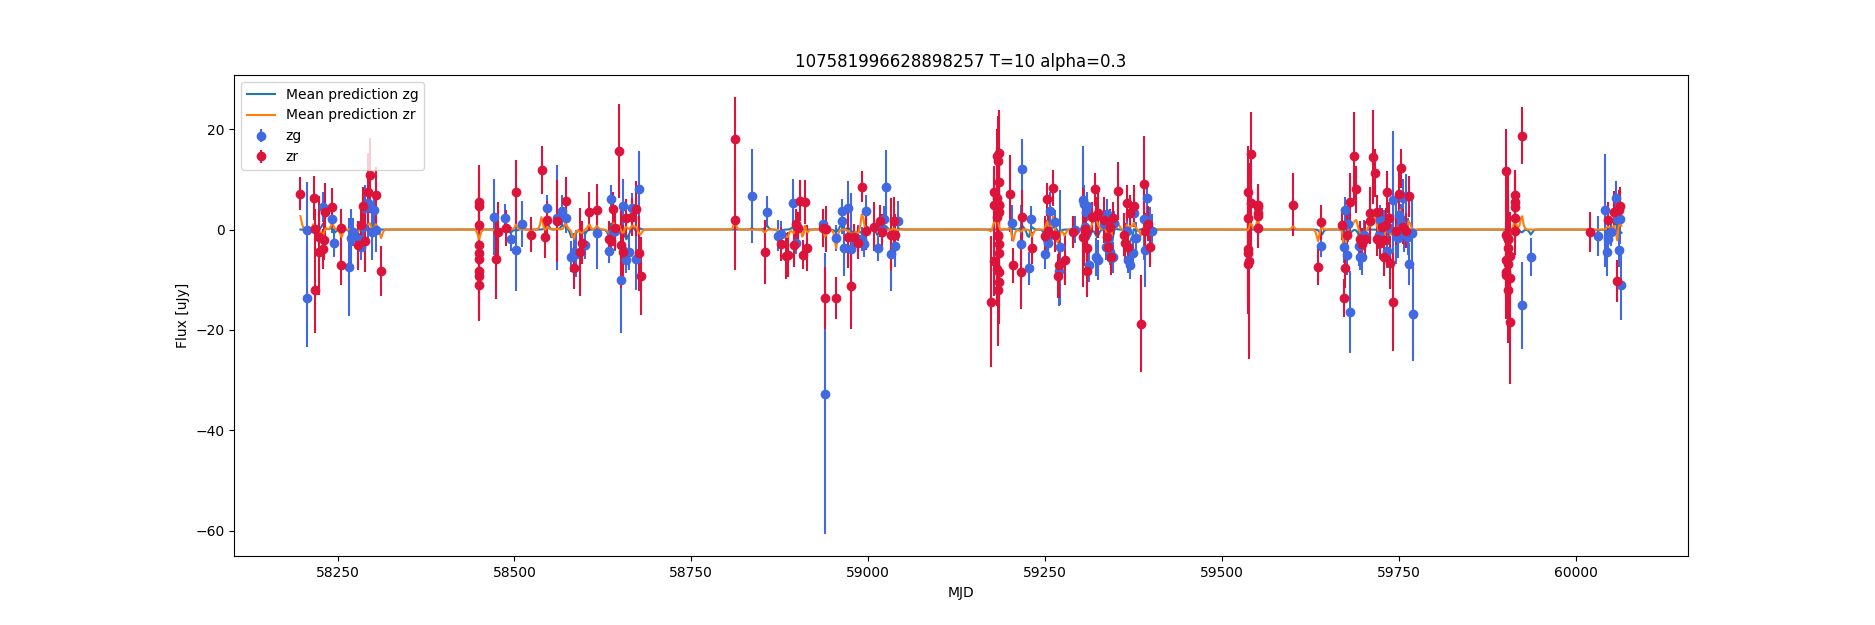 107581996628898257 T=10 alpha=0.3
Mean prediction zg
Mean prediction zr
zg
zr
Flux [uJy]
20
0
−20
−40
−60
58250 58500 58750 59000 59250 59500 59750 60000
MJD